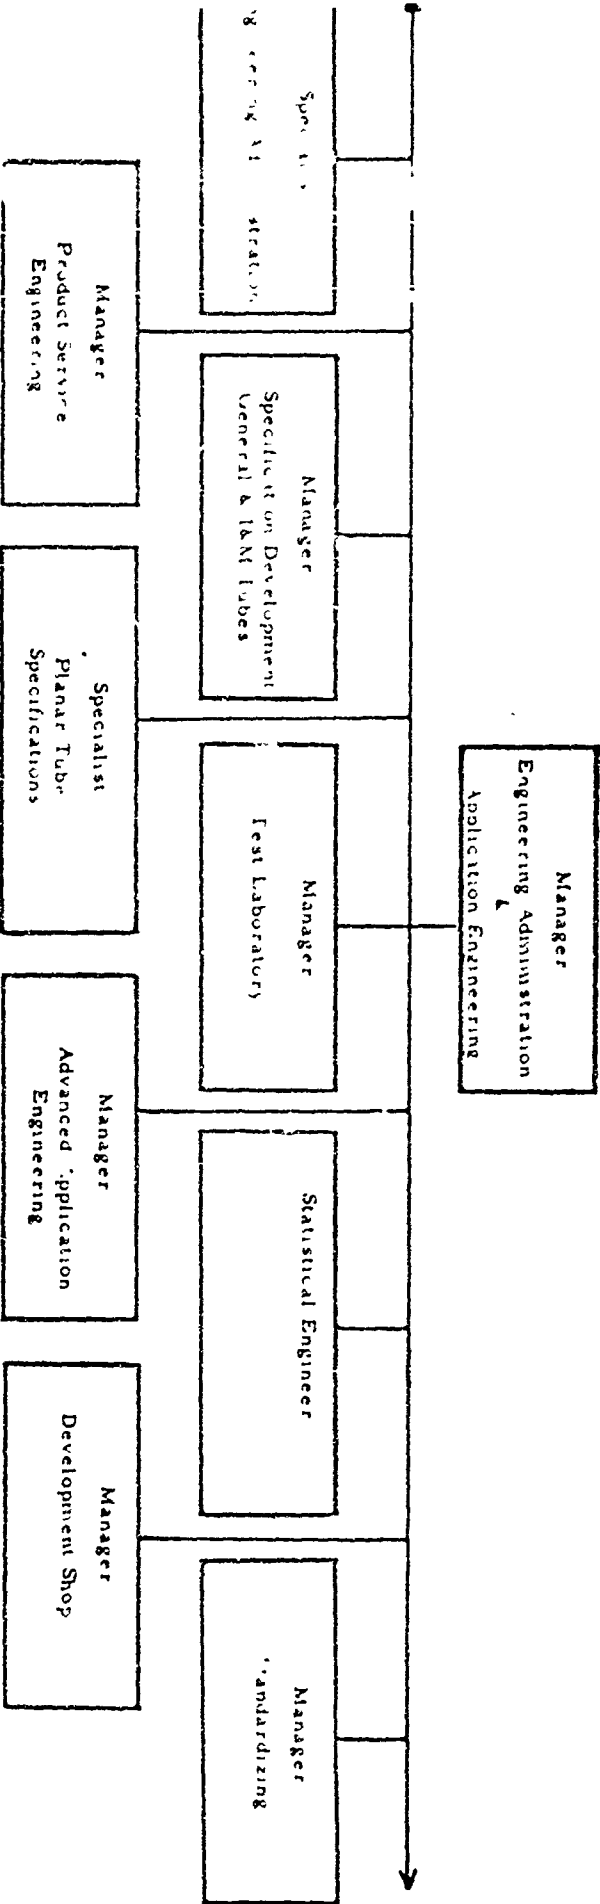 Manager
Engineering Administration
&
Application Engineering
Manager
Specification Development
General & I&M Tubes
Manager
Test Laboratory
Statistical Engineer
Manager
Standardizing
Manager
Product Service
Engineering
Specialist
Planar Tube
Specifications
Manager
Advanced Application
Engineering
Manager
Development Shop